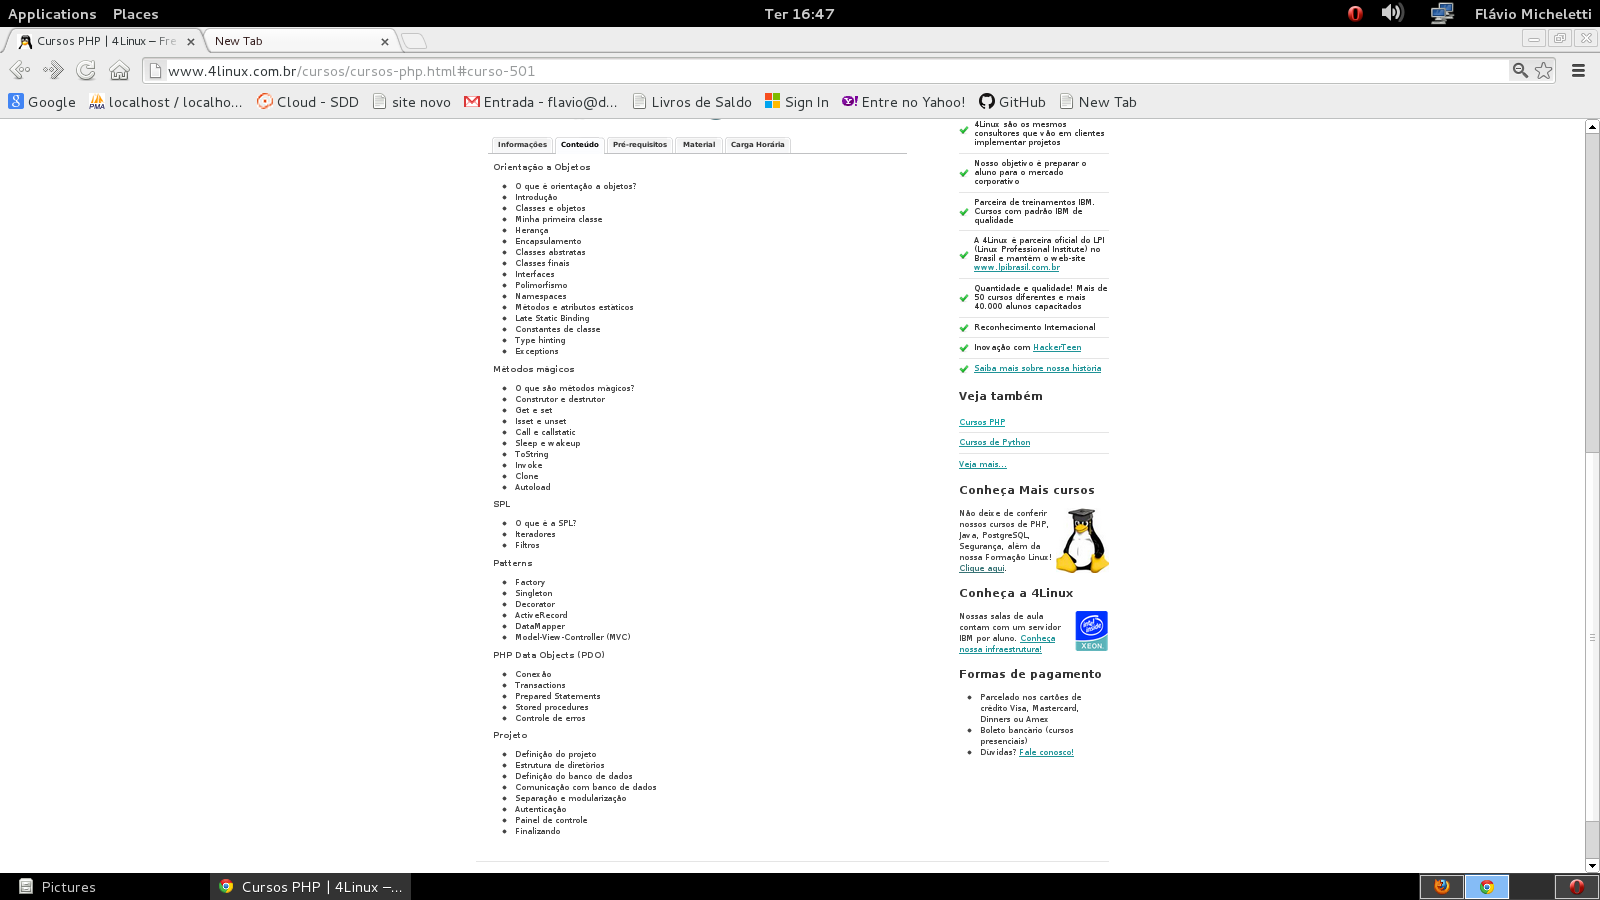 Applications Places Ter 16:47 Flávio Micheletti
Cursos PHP | 4Linux – Fre New Tab
www.4linux.com.br/cursos/cursos-php.html#curso-501
Google localhost / localho... Cloud - SDD site novo Entrada - flavio@d... Livros de Saldo Sign In Entre no Yahoo! GitHub New Tab
Informações Conteúdo Pré-requisitos Material Carga Horária
Orientação a Objetos
O que é orientação a objetos?
Introdução
Classes e objetos
Minha primeira classe
Herança
Encapsulamento
Classes abstratas
Classes finais
Interfaces
Polimorfismo
Namespaces
Métodos e atributos estáticos
Late Static Binding
Constantes de classe
Type hinting
Exceptions
Métodos mágicos
O que são métodos mágicos?
Construtor e destrutor
Get e set
Isset e unset
Call e callstatic
Sleep e wakeup
ToString
Invoke
Clone
Autoload
SPL
O que é a SPL?
Iteradores
Filtros
Patterns
Factory
Singleton
Decorator
ActiveRecord
DataMapper
Model-View-Controller (MVC)
PHP Data Objects (PDO)
Conexão
Transactions
Prepared Statements
Stored procedures
Controle de erros
Projeto
Definição do projeto
Estrutura de diretórios
Definição do banco de dados
Comunicação com banco de dados
Separação e modularização
Autenticação
Painel de controle
Finalizando
4Linux são os mesmos
consultores que vão em clientes
implementar projetos
Nosso objetivo é preparar o
aluno para o mercado
corporativo
Parceira de treinamentos IBM.
Cursos com padrão IBM de
qualidade
A 4Linux é parceira oficial do LPI
(Linux Professional Institute) no
Brasil e mantém o web-site
www.lpibrasil.com.br
Quantidade e qualidade! Mais de
50 cursos diferentes e mais
40.000 alunos capacitados
Reconhecimento Internacional
Inovação com HackerTeen
Saiba mais sobre nossa história
Veja também
Cursos PHP
Cursos de Python
Veja mais...
Conheça Mais cursos
Não deixe de conferir
nossos cursos de PHP,
Java, PostgreSQL,
Segurança, além da
nossa Formação Linux!
Clique aqui.
Conheça a 4Linux
Nossas salas de aula
contam com um servidor
IBM por aluno. Conheça
nossa infraestrutura!
intel inside
XEON
Formas de pagamento
Parcelado nos cartões de
crédito Visa, Mastercard,
Dinners ou Amex
Boleto bancário (cursos
presenciais)
Dúvidas? Fale conosco!
Pictures Cursos PHP | 4Linux –...